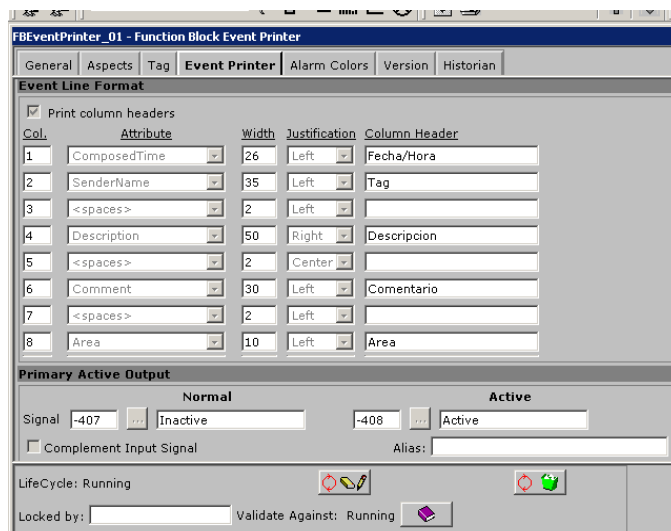 FBEventPrinter_01 - Function Block Event Printer
General Aspects Tag Event Printer Alarm Colors Version Historian
Event Line Format
Print column headers
Col. Attribute Width Justification Column Header
1 ComposedTime 26 Left Fecha/Hora
2 SenderName 35 Left Tag
3 <spaces> 2 Left
4 Description 50 Right Descripcion
5 <spaces> 2 Center
6 Comment 30 Left Comentario
7 <spaces> 2 Left
8 Area 10 Left Area
Primary Active Output
Normal Active
Signal -407 ... Inactive -408 ... Active
Complement Input Signal Alias:
LifeCycle: Running
Locked by: Validate Against: Running